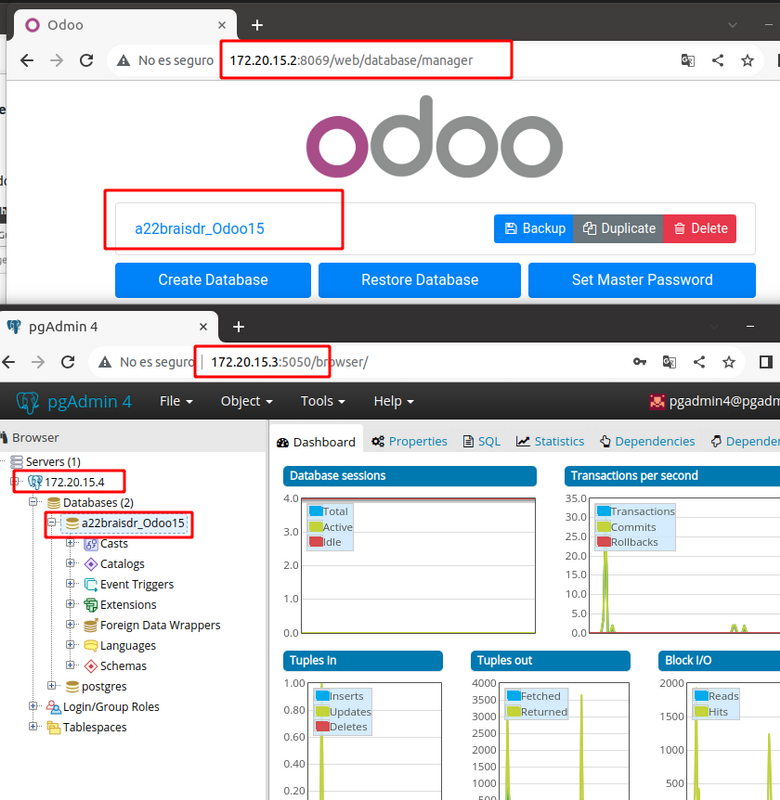 Odoo
No es seguro 172.20.15.2:8069/web/database/manager
odoo
a22braisdr_Odoo15 Backup Duplicate Delete
Create Database Restore Database Set Master Password
pgAdmin 4
No es seguro 172.20.15.3:5050/browser/
pgAdmin 4 File Object Tools Help pgadmin4@pgadm
Browser Dashboard Properties SQL Statistics Dependencies Depender
Servers (1)
172.20.15.4
Databases (2)
a22braisdr_Odoo15
Casts
Catalogs
Event Triggers
Extensions
Foreign Data Wrappers
Languages
Schemas
postgres
Login/Group Roles
Tablespaces
Database sessions
4.0
3.0
2.0
1.0
0.0
Total
Active
Idle
Transactions per second
35.0
30.0
25.0
20.0
15.0
10.0
5.0
0.0
Transactions
Commits
Rollbacks
Tuples In
1.00
0.80
0.60
0.40
0.20
Inserts
Updates
Deletes
Tuples out
4000
3500
3000
2500
2000
1500
1000
500
Fetched
Returned
Block I/O
2000
1500
1000
500
Reads
Hits